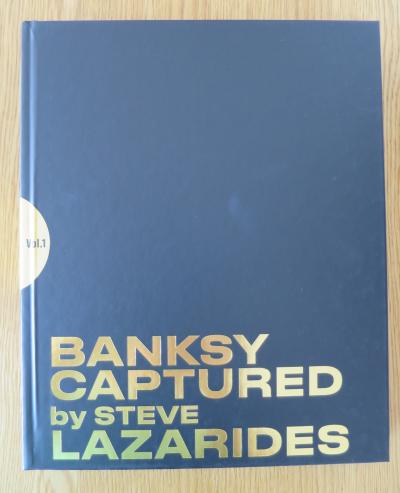 Vol.1
BANKSY
CAPTURED
by STEVE
LAZARIDES